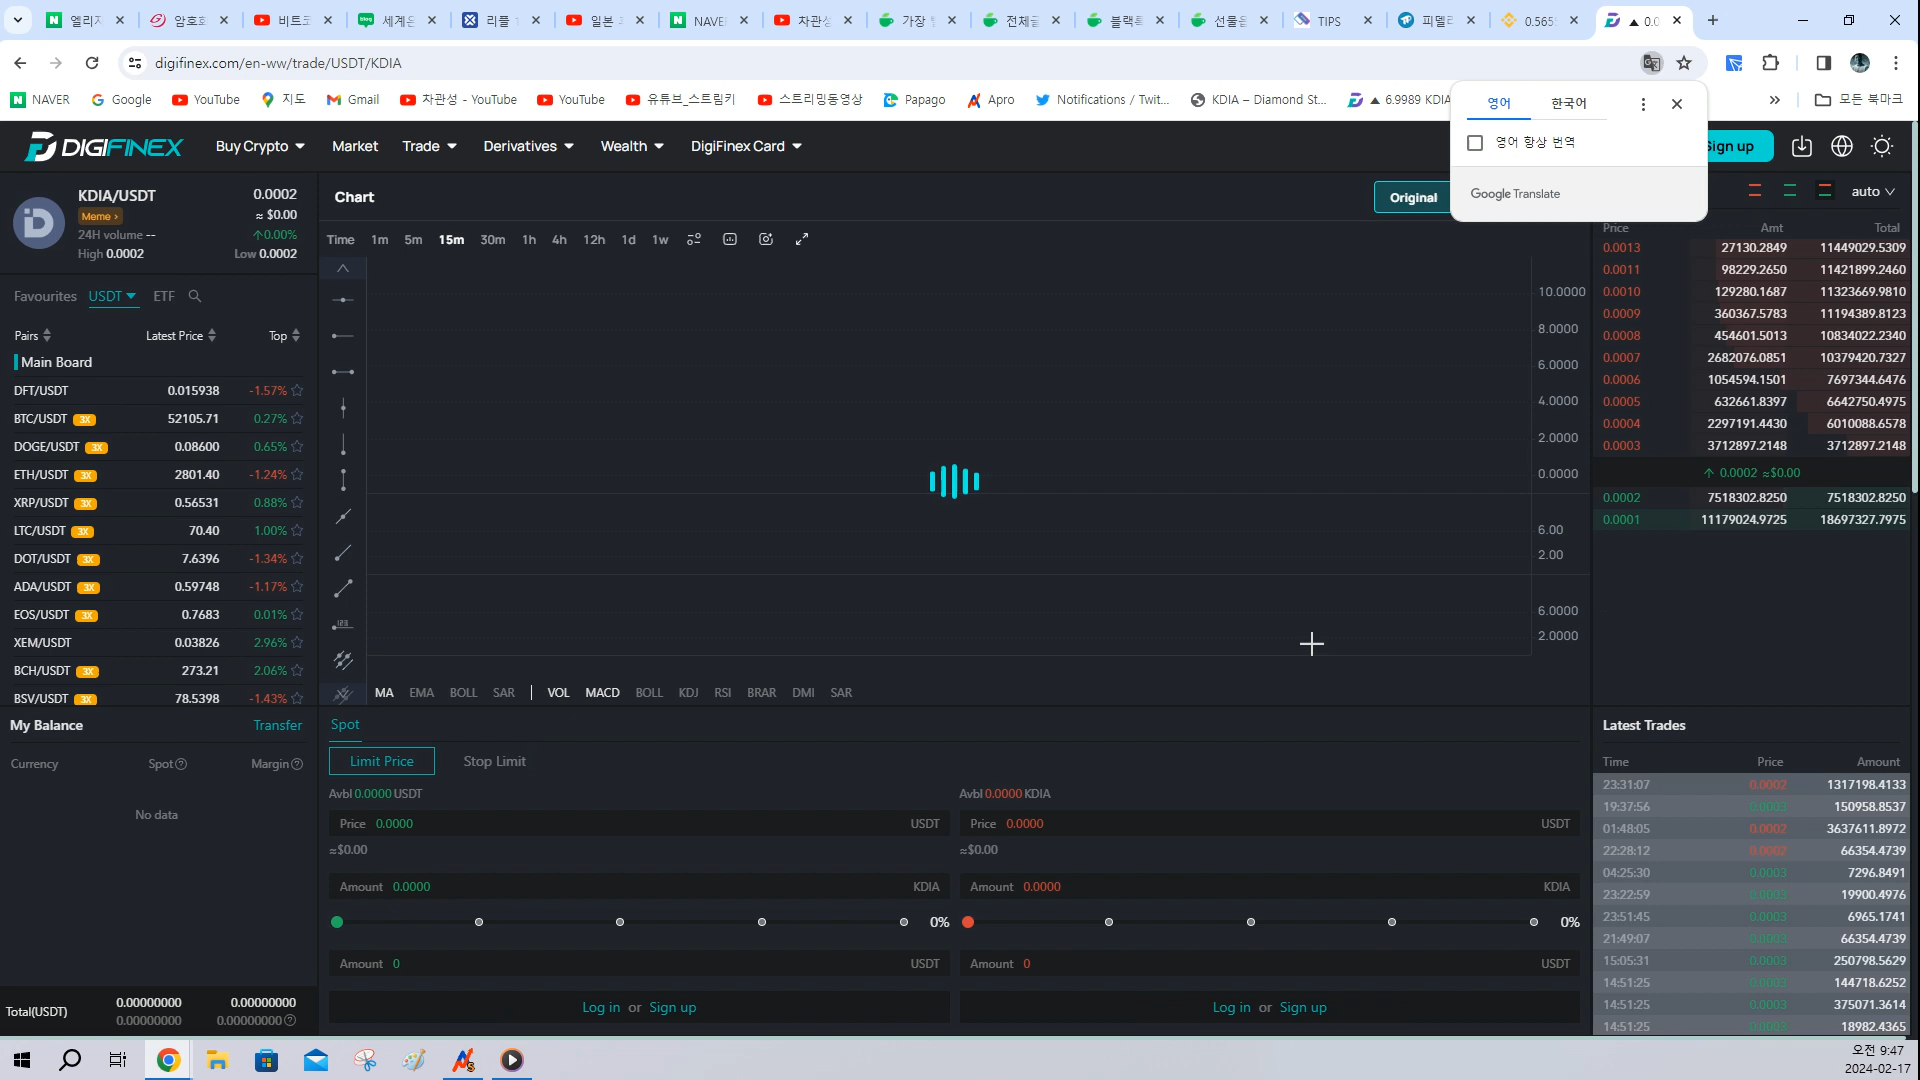 엘리ㅈ
암호호
비트코
세계은
리플
일본
NAVE
차관성
가장
전체글
블랙록
선물옵
TIPS
피델리
0.565
▲ 0.0
digifinex.com/en-ww/trade/USDT/KDIA
NAVER
Google
YouTube
지도
Gmail
차관성 - YouTube
YouTube
유튜브_스트림키
스트리밍동영상
Papago
Apro
Notifications / Twit...
KDIA – Diamond St...
▲ 6.9989 KDIA
»
모든 북마크
영어 한국어
영어 항상 번역
Google Translate
DIGIFINEX
Buy Crypto
Market
Trade
Derivatives
Wealth
DigiFinex Card
Sign up
KDIA/USDT 0.0002
Meme › ≈ $0.00
24H volume -- ↑0.00%
High 0.0002 Low 0.0002
Favourites USDT ETF
Pairs Latest Price Top
Main Board
DFT/USDT 0.015938 -1.57%
BTC/USDT 3X 52105.71 0.27%
DOGE/USDT 3X 0.08600 0.65%
ETH/USDT 3X 2801.40 -1.24%
XRP/USDT 3X 0.56531 0.88%
LTC/USDT 3X 70.40 1.00%
DOT/USDT 3X 7.6396 -1.34%
ADA/USDT 3X 0.59748 -1.17%
EOS/USDT 3X 0.7683 0.01%
XEM/USDT 0.03826 2.96%
BCH/USDT 3X 273.21 2.06%
BSV/USDT 3X 78.5398 -1.43%
Chart
Original
Time 1m 5m 15m 30m 1h 4h 12h 1d 1w
10.0000
8.0000
6.0000
4.0000
2.0000
0.0000
6.00
2.00
6.0000
2.0000
123
MA EMA BOLL SAR | VOL MACD BOLL KDJ RSI BRAR DMI SAR
auto
Price Amt Total
0.0013 27130.2849 11449029.5309
0.0011 98229.2650 11421899.2460
0.0010 129280.1687 11323669.9810
0.0009 360367.5783 11194389.8123
0.0008 454601.5013 10834022.2340
0.0007 2682076.0851 10379420.7327
0.0006 1054594.1501 7697344.6476
0.0005 632661.8397 6642750.4975
0.0004 2297191.4430 6010088.6578
0.0003 3712897.2148 3712897.2148
↑ 0.0002 ≈$0.00
0.0002 7518302.8250 7518302.8250
0.0001 11179024.9725 18697327.7975
My Balance Transfer
Currency Spot Margin
No data
Total(USDT) 0.00000000 0.00000000
0.00000000 0.00000000
Spot
Limit Price Stop Limit
Avbl 0.0000 USDT
Price 0.0000 USDT
≈$0.00
Amount 0.0000 KDIA
0%
Amount 0 USDT
Log in or Sign up
Avbl 0.0000 KDIA
Price 0.0000 USDT
≈$0.00
Amount 0.0000 KDIA
0%
Amount 0 USDT
Log in or Sign up
Latest Trades
Time Price Amount
23:31:07 0.0002 1317198.4133
19:37:56 0.0003 150958.8537
01:48:05 0.0002 3637611.8972
22:28:12 0.0002 66354.4739
04:25:30 0.0003 7296.8491
23:22:59 0.0003 19900.4976
23:51:45 0.0003 6965.1741
21:49:07 0.0003 66354.4739
15:05:31 0.0003 250798.5629
14:51:25 0.0003 144718.6252
14:51:25 0.0003 375071.3614
14:51:25 0.0003 18982.4365
오전 9:47
2024-02-17